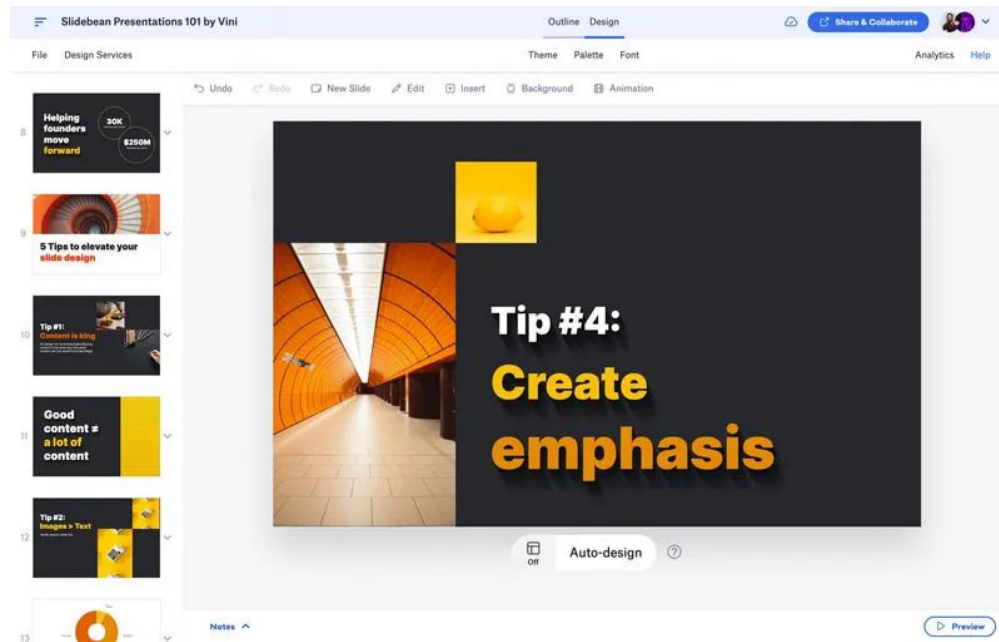 Slidebean Presentations 101 by Vini
Outline Design
Share & Collaborate
File Design Services
Theme Palette Font
Analytics Help
Undo Redo New Slide Edit Insert Background Animation
8
Helping
founders
move
forward
30K
$250M
9
5 Tips to elevate your
slide design
10
Tip #1:
Content is king
11
Good
content ≠
a lot of
content
12
Tip #2:
Images > Text
13
Tip #4:
Create
emphasis
Off
Auto-design
?
Notes
Preview